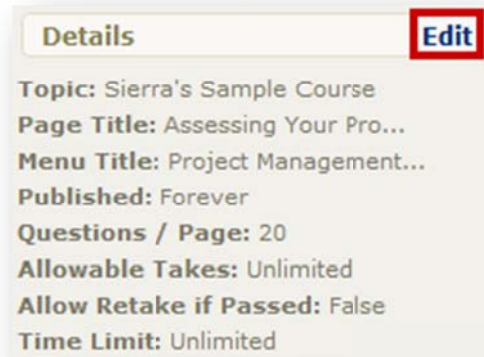 Details Edit
Topic: Sierra's Sample Course
Page Title: Assessing Your Pro...
Menu Title: Project Management...
Published: Forever
Questions / Page: 20
Allowable Takes: Unlimited
Allow Retake if Passed: False
Time Limit: Unlimited